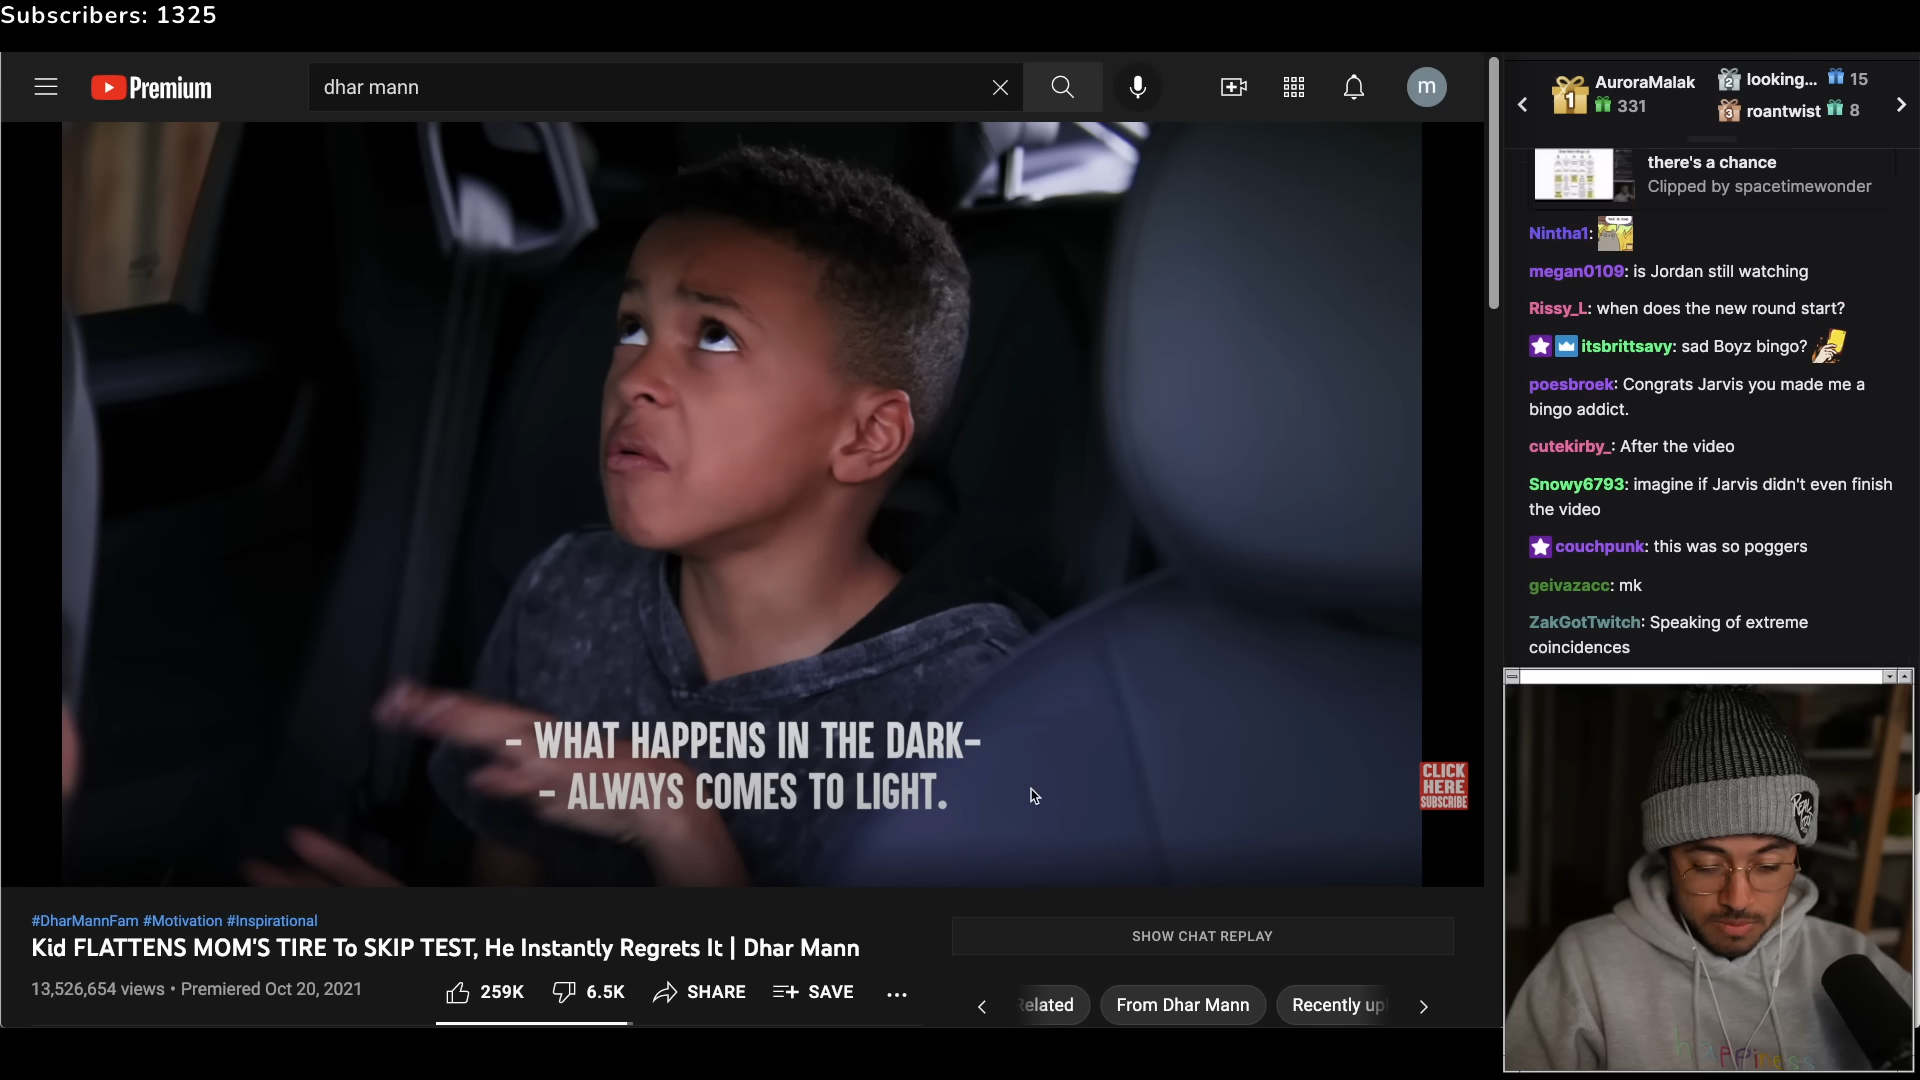 Subscribers: 1325
Premium
dhar mann
m
1
AuroraMalak
331
2
looking...
15
3
roantwist
8
there's a chance
Clipped by spacetimewonder
Nintha1:
megan0109: is Jordan still watching
Rissy_L: when does the new round start?
itsbrittsavy: sad Boyz bingo?
poesbroek: Congrats Jarvis you made me a
bingo addict.
cutekirby_: After the video
Snowy6793: imagine if Jarvis didn't even finish
the video
couchpunk: this was so poggers
geivazacc: mk
ZakGotTwitch: Speaking of extreme
coincidences
- WHAT HAPPENS IN THE DARK-
- ALWAYS COMES TO LIGHT.
CLICK
HERE
SUBSCRIBE
#DharMannFam #Motivation #Inspirational
Kid FLATTENS MOM'S TIRE To SKIP TEST, He Instantly Regrets It | Dhar Mann
13,526,654 views • Premiered Oct 20, 2021
259K
6.5K
SHARE
SAVE
SHOW CHAT REPLAY
elated
From Dhar Mann
Recently up
happiness